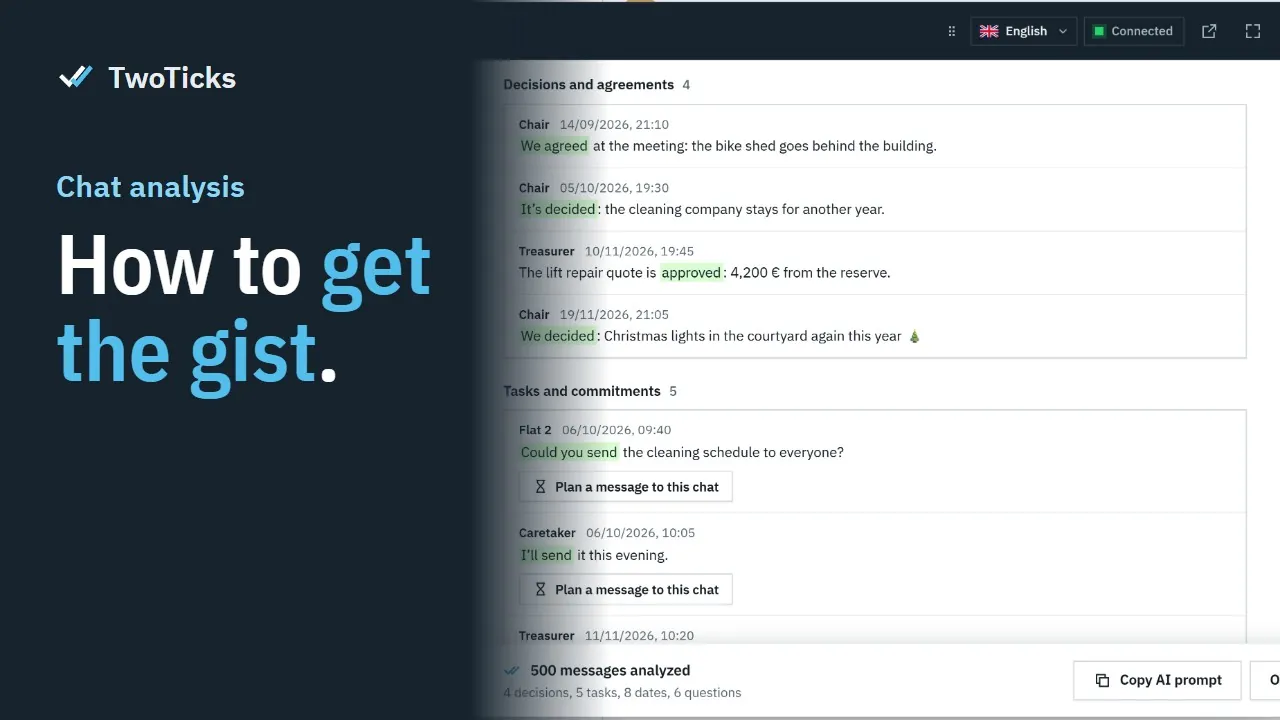 TwoTicks
Chat analysis
How to get
the gist.
English
Connected
Decisions and agreements 4
Chair 14/09/2026, 21:10
We agreed at the meeting: the bike shed goes behind the building.
Chair 05/10/2026, 19:30
It's decided: the cleaning company stays for another year.
Treasurer 10/11/2026, 19:45
The lift repair quote is approved: 4,200 € from the reserve.
Chair 19/11/2026, 21:05
We decided: Christmas lights in the courtyard again this year 🎄
Tasks and commitments 5
Flat 2 06/10/2026, 09:40
Could you send the cleaning schedule to everyone?
Plan a message to this chat
Caretaker 06/10/2026, 10:05
I'll send it this evening.
Plan a message to this chat
Treasurer 11/11/2026, 10:20
500 messages analyzed
4 decisions, 5 tasks, 8 dates, 6 questions
Copy AI prompt